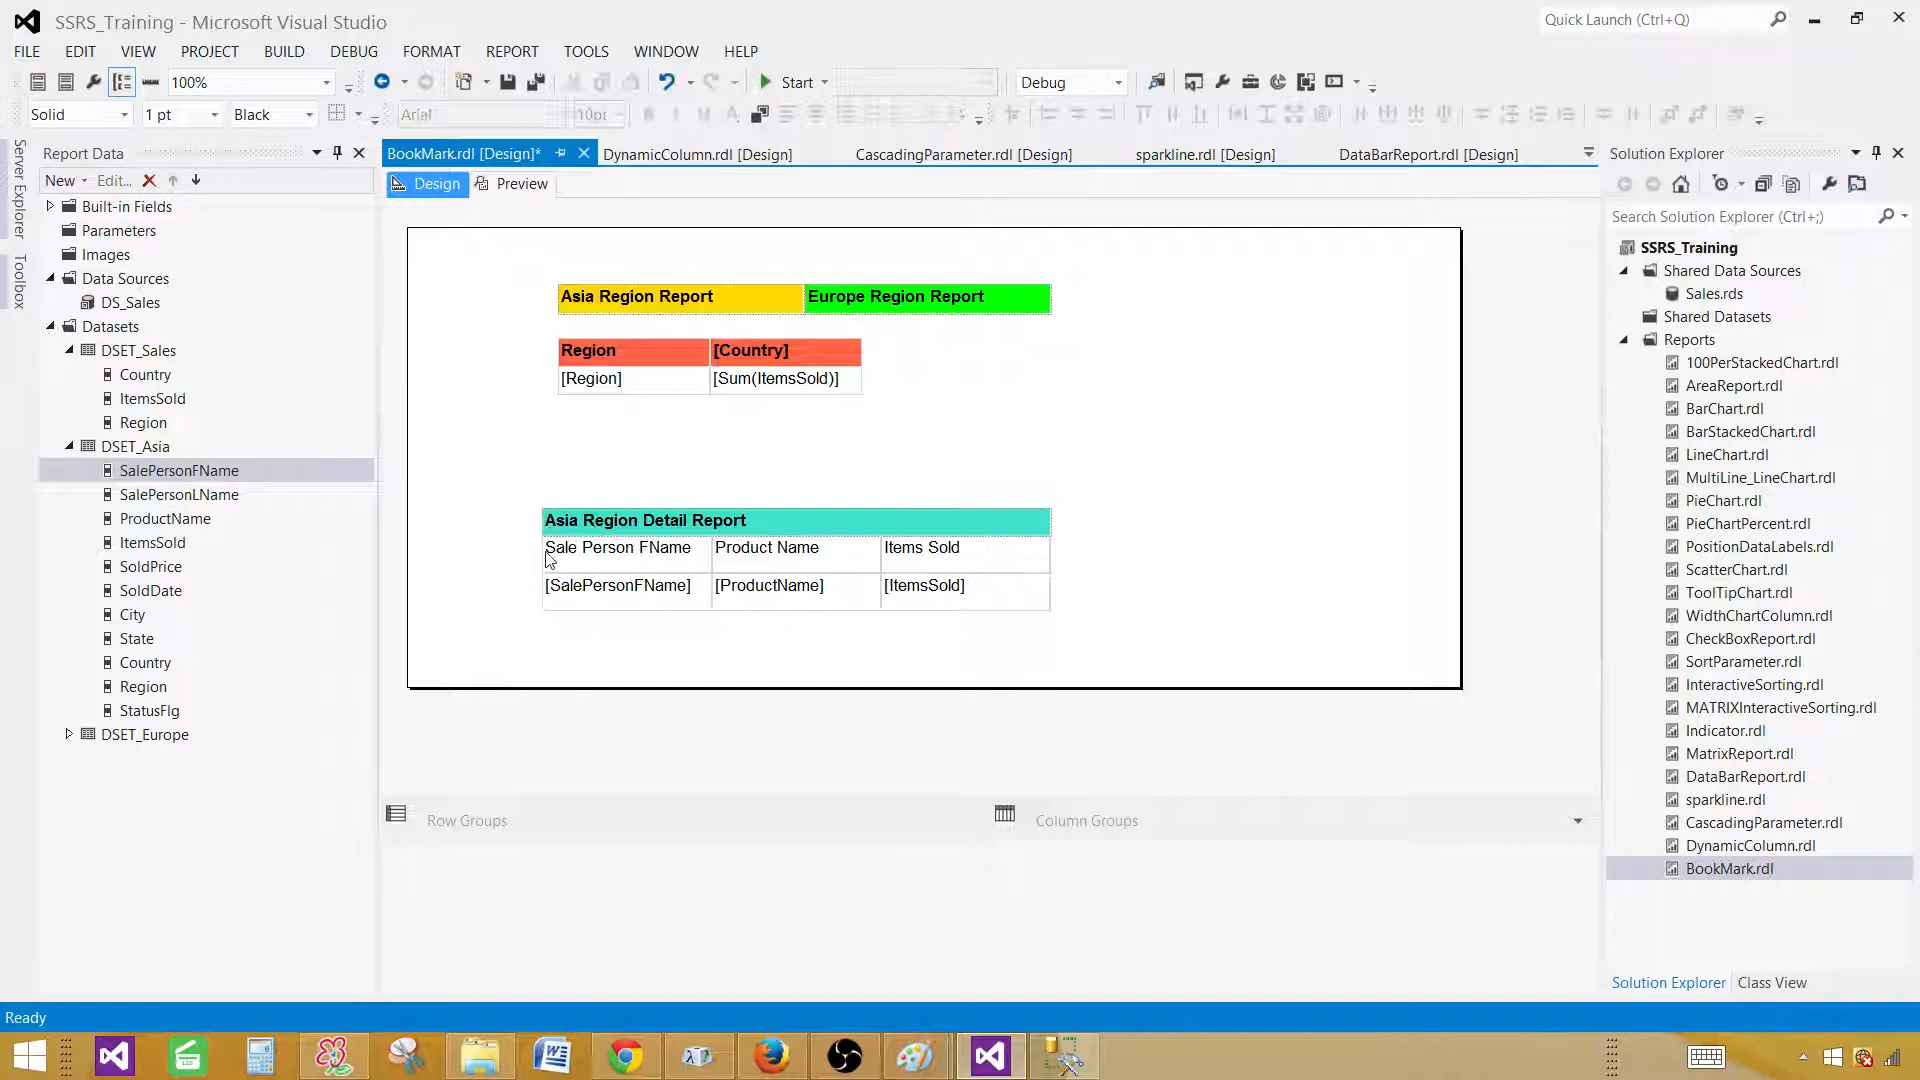 SSRS_Training - Microsoft Visual Studio
Quick Launch (Ctrl+Q)
FILE EDIT VIEW PROJECT BUILD DEBUG FORMAT REPORT TOOLS WINDOW HELP
100% Start Debug
Solid 1 pt Black Arial 10pt
Server Explorer
Toolbox
Report Data
New Edit...
Built-in Fields
Parameters
Images
Data Sources
DS_Sales
Datasets
DSET_Sales
Country
ItemsSold
Region
DSET_Asia
SalePersonFName
SalePersonLName
ProductName
ItemsSold
SoldPrice
SoldDate
City
State
Country
Region
StatusFlg
DSET_Europe
BookMark.rdl [Design]* DynamicColumn.rdl [Design] CascadingParameter.rdl [Design] sparkline.rdl [Design] DataBarReport.rdl [Design]
Design Preview
Asia Region Report Europe Region Report
Region [Country]
[Region] [Sum(ItemsSold)]
Asia Region Detail Report
Sale Person FName Product Name Items Sold
[SalePersonFName] [ProductName] [ItemsSold]
Row Groups Column Groups
Solution Explorer
Search Solution Explorer (Ctrl+;)
SSRS_Training
Shared Data Sources
Sales.rds
Shared Datasets
Reports
100PerStackedChart.rdl
AreaReport.rdl
BarChart.rdl
BarStackedChart.rdl
LineChart.rdl
MultiLine_LineChart.rdl
PieChart.rdl
PieChartPercent.rdl
PositionDataLabels.rdl
ScatterChart.rdl
ToolTipChart.rdl
WidthChartColumn.rdl
CheckBoxReport.rdl
SortParameter.rdl
InteractiveSorting.rdl
MATRIXInteractiveSorting.rdl
Indicator.rdl
MatrixReport.rdl
DataBarReport.rdl
sparkline.rdl
CascadingParameter.rdl
DynamicColumn.rdl
BookMark.rdl
Solution Explorer Class View
Ready